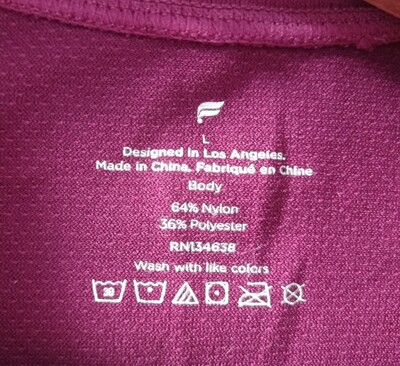 L
Designed in Los Angeles.
Made in China. Fabriqué en Chine
Body
64% Nylon
36% Polyester
RN134638
Wash with like colors
30